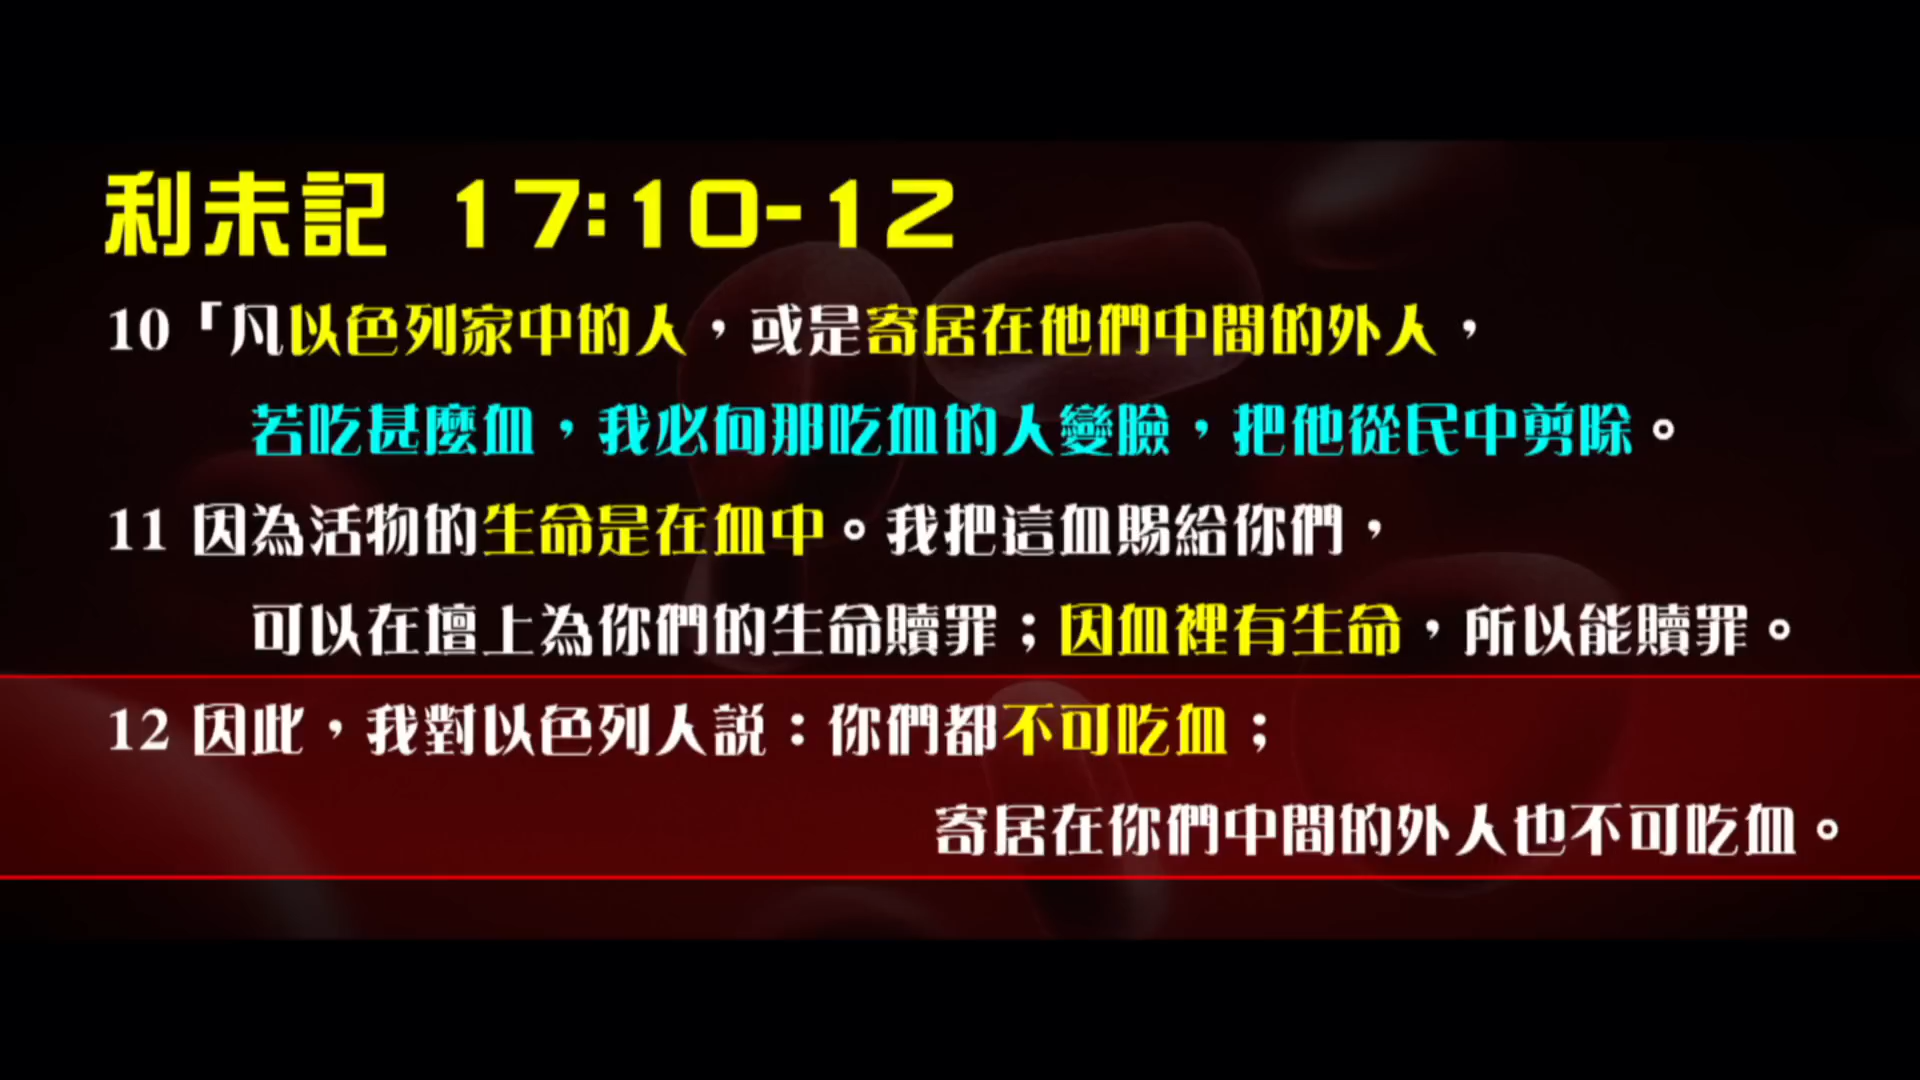 利未記 17:10-12
10「凡以色列家中的人，或是寄居在他們中間的外人，
若吃甚麼血，我必向那吃血的人變臉，把他從民中剪除。
11 因為活物的生命是在血中。我把這血賜給你們，
可以在壇上為你們的生命贖罪；因血裡有生命，所以能贖罪。
12 因此，我對以色列人説：你們都不可吃血；
寄居在你們中間的外人也不可吃血。